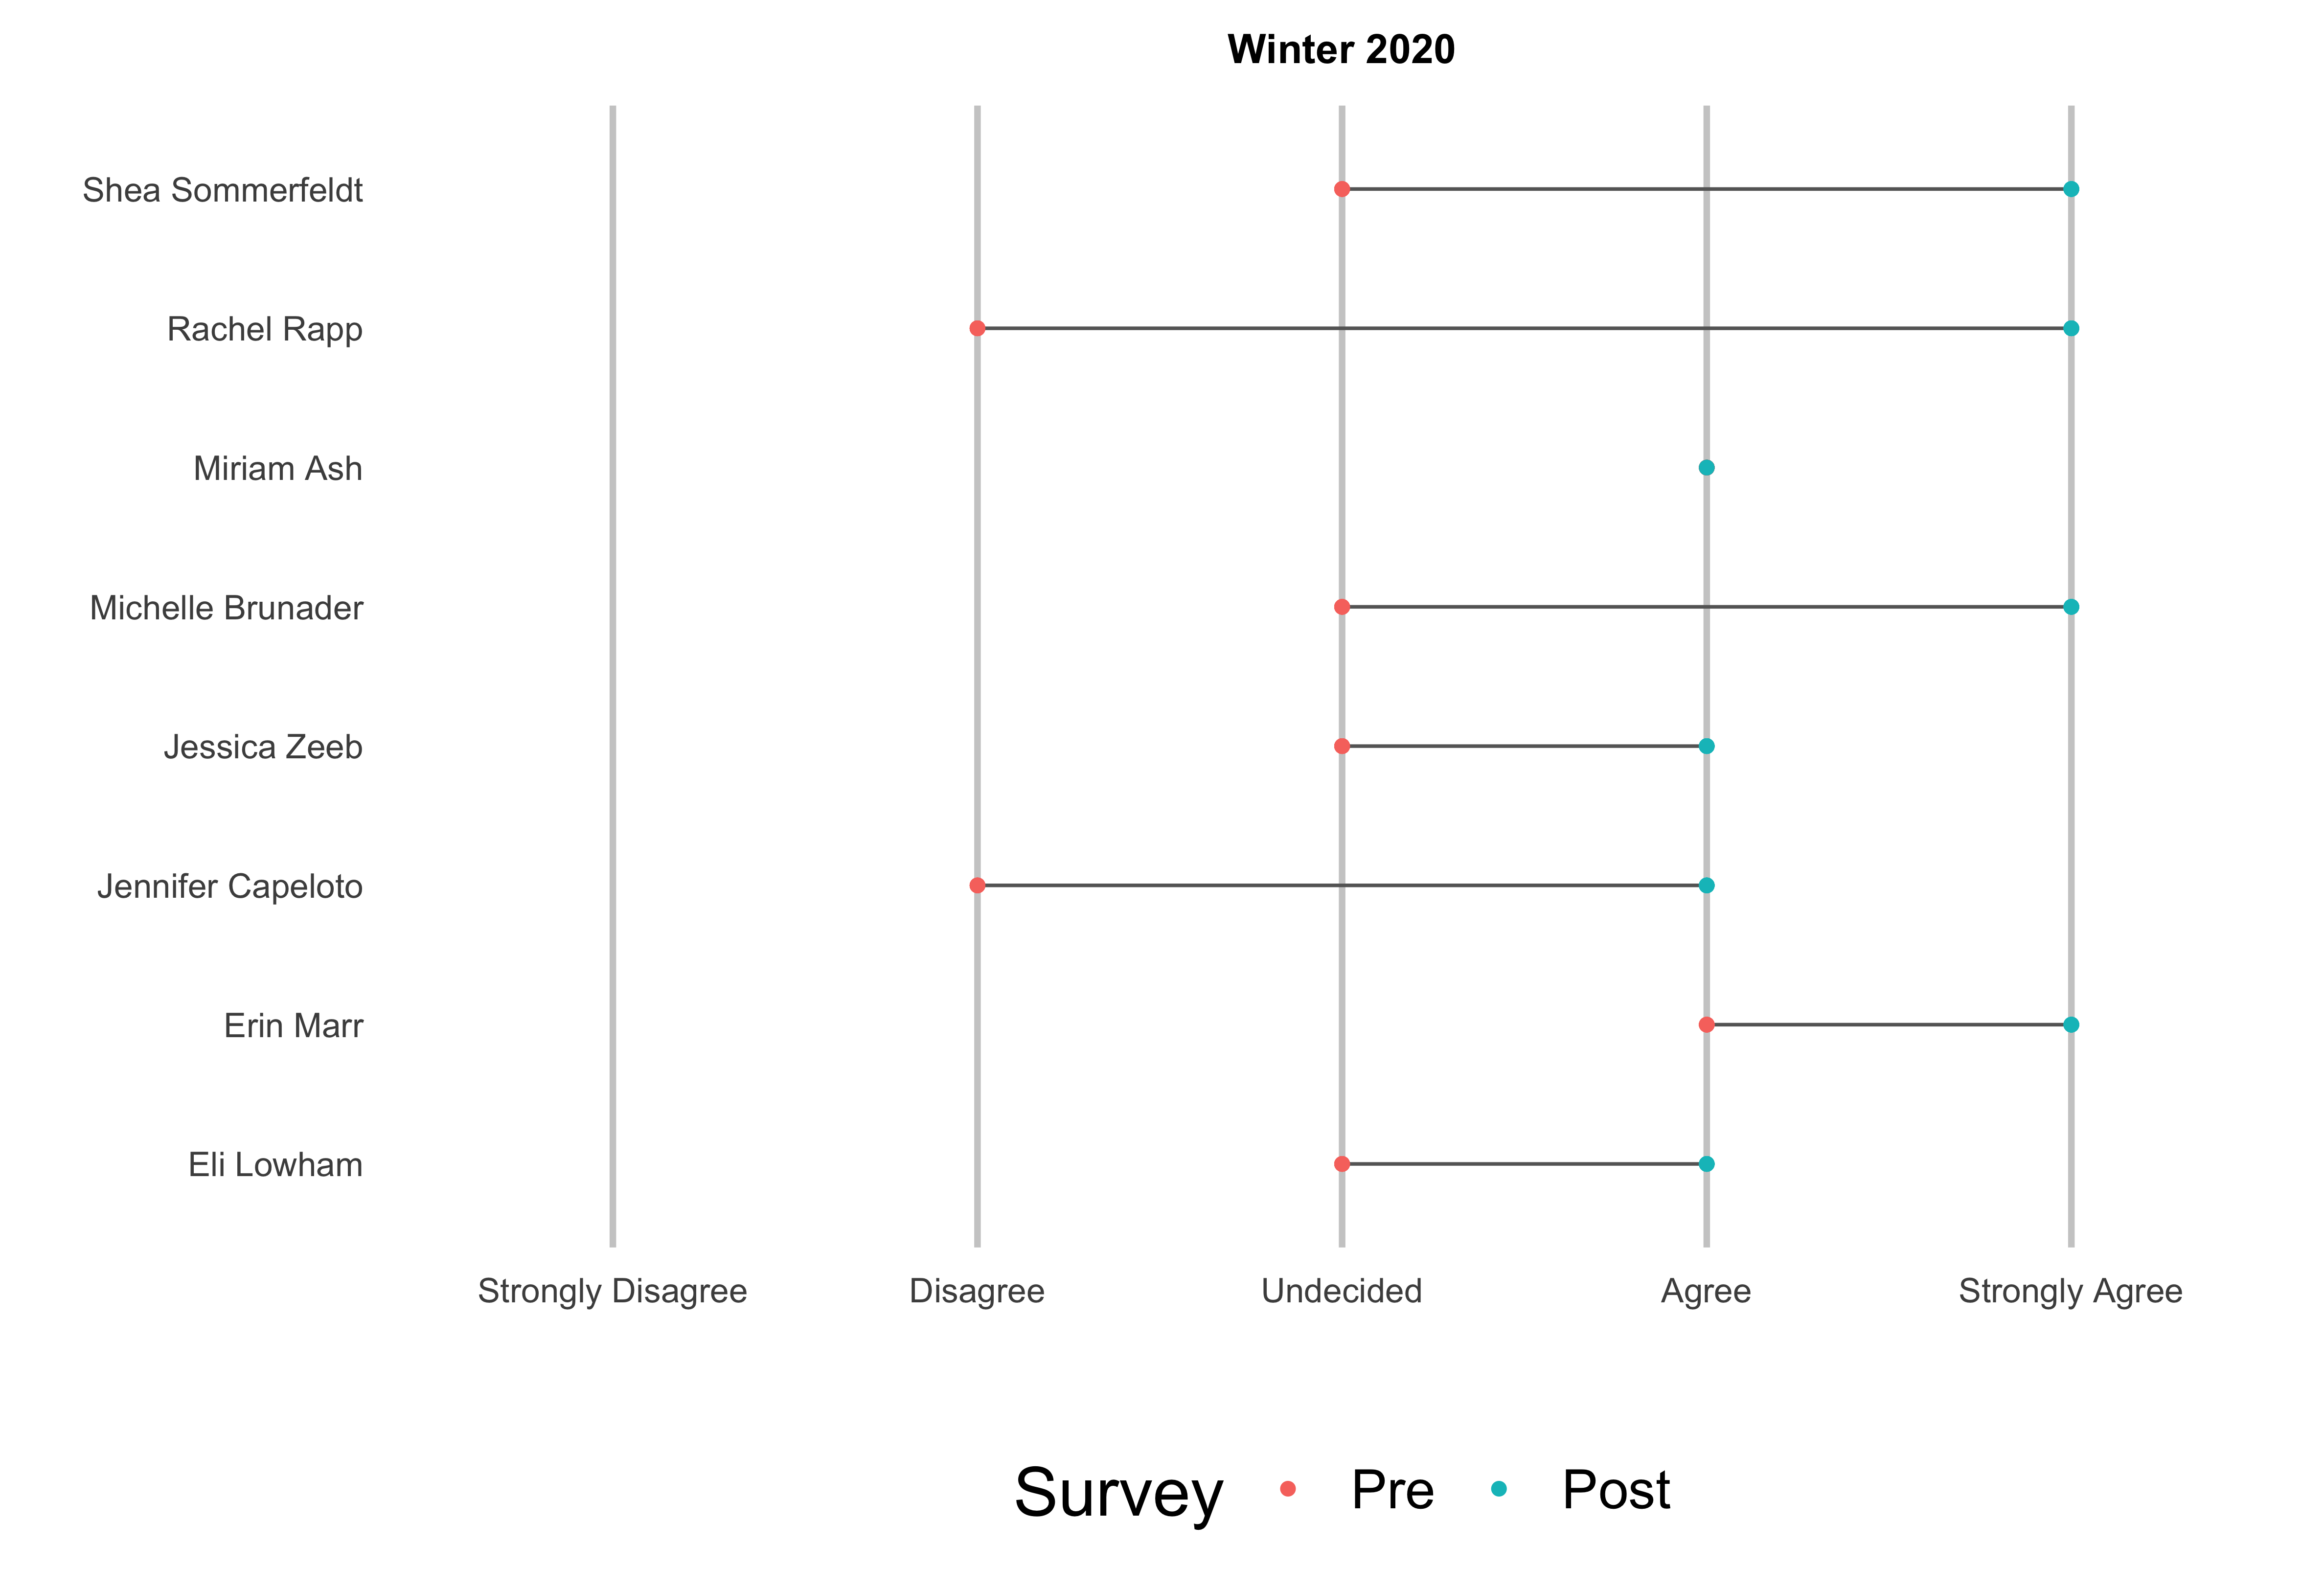 Winter 2020
Shea Sommerfeldt
Rachel Rapp
Miriam Ash
Michelle Brunader
Jessica Zeeb
Jennifer Capeloto
Erin Marr
Eli Lowham
Strongly Disagree Disagree Undecided Agree Strongly Agree
Survey Pre Post